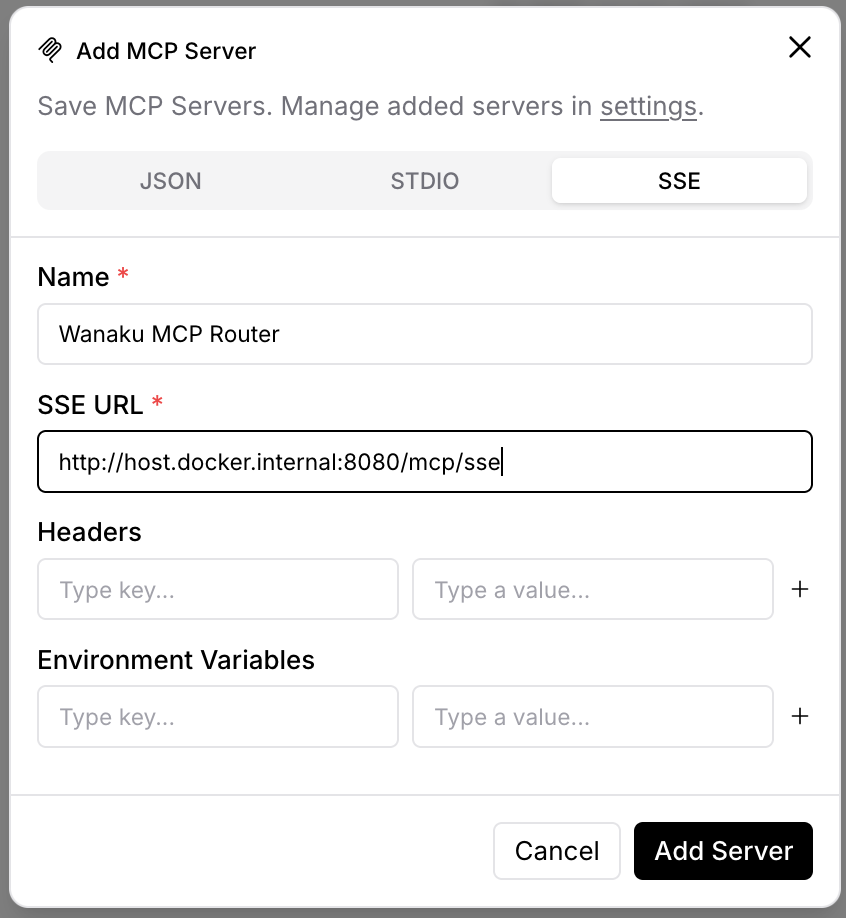 Add MCP Server
Save MCP Servers. Manage added servers in settings.
JSON STDIO SSE
Name *
Wanaku MCP Router
SSE URL *
http://host.docker.internal:8080/mcp/sse
Headers
Type key... Type a value... +
Environment Variables
Type key... Type a value... +
Cancel Add Server